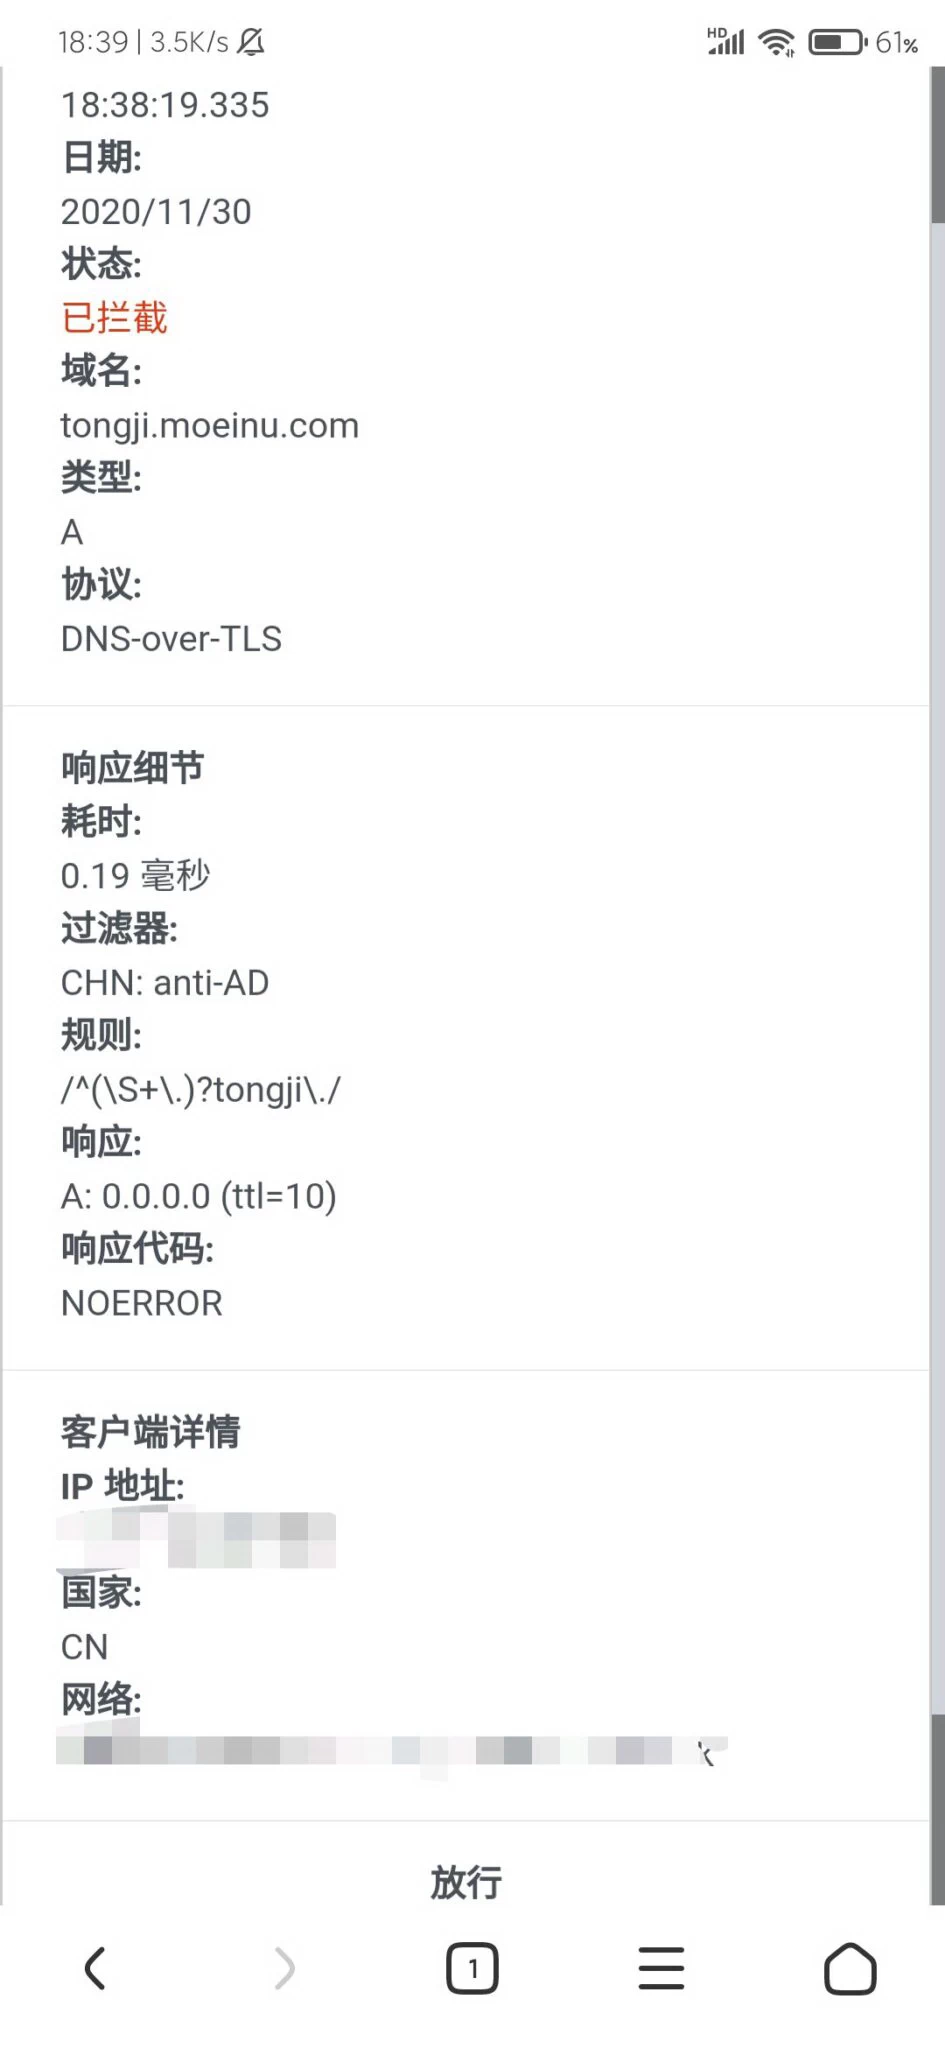 18:39 | 3.5K/s
HD 61%
18:38:19.335
日期:
2020/11/30
状态:
已拦截
域名:
tongji.moeinu.com
类型:
A
协议:
DNS-over-TLS
响应细节
耗时:
0.19 毫秒
过滤器:
CHN: anti-AD
规则:
/^(\S+\.)?tongji\./
响应:
A: 0.0.0.0 (ttl=10)
响应代码:
NOERROR
客户端详情
IP 地址:
国家:
CN
网络:
放行
1